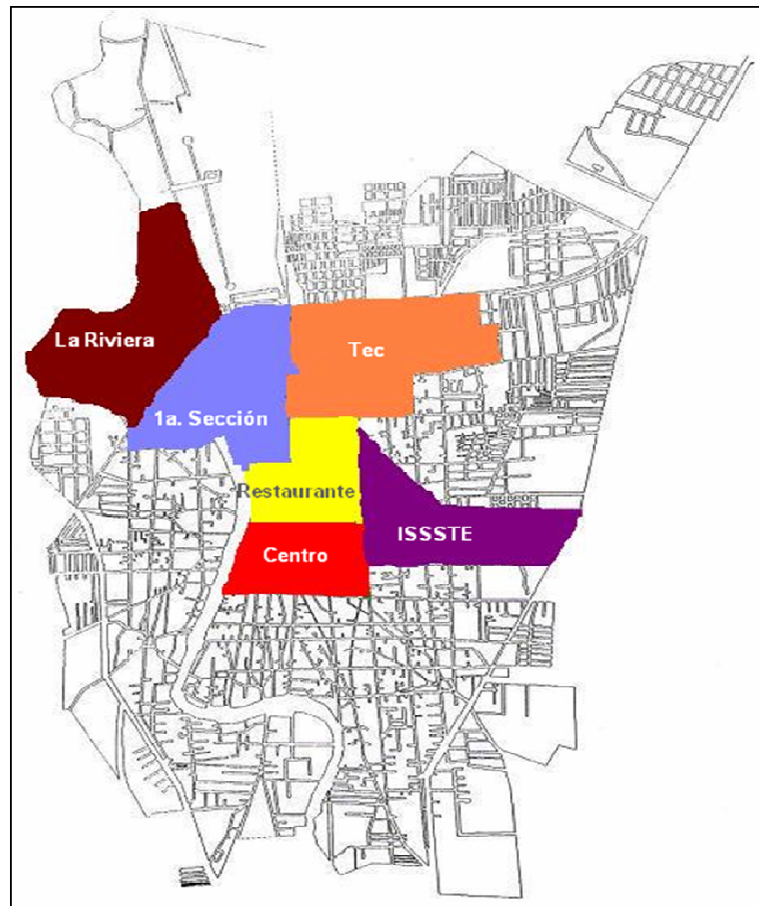 La Riviera
Tec
1a. Sección
Restaurante
ISSSTE
Centro